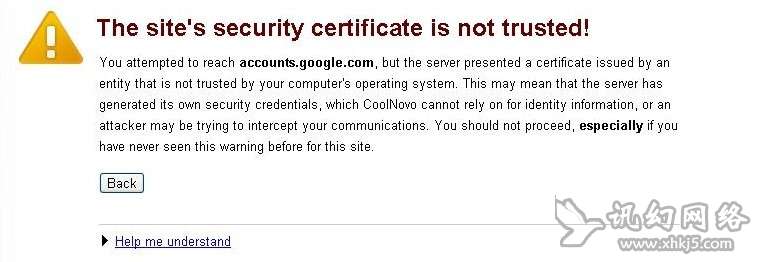 The site's security certificate is not trusted!
You attempted to reach accounts.google.com, but the server presented a certificate issued by an
entity that is not trusted by your computer's operating system. This may mean that the server has
generated its own security credentials, which CoolNovo cannot rely on for identity information, or an
attacker may be trying to intercept your communications. You should not proceed, especially if you
have never seen this warning before for this site.
Back
Help me understand
讯幻网络
www.xhkj5.com